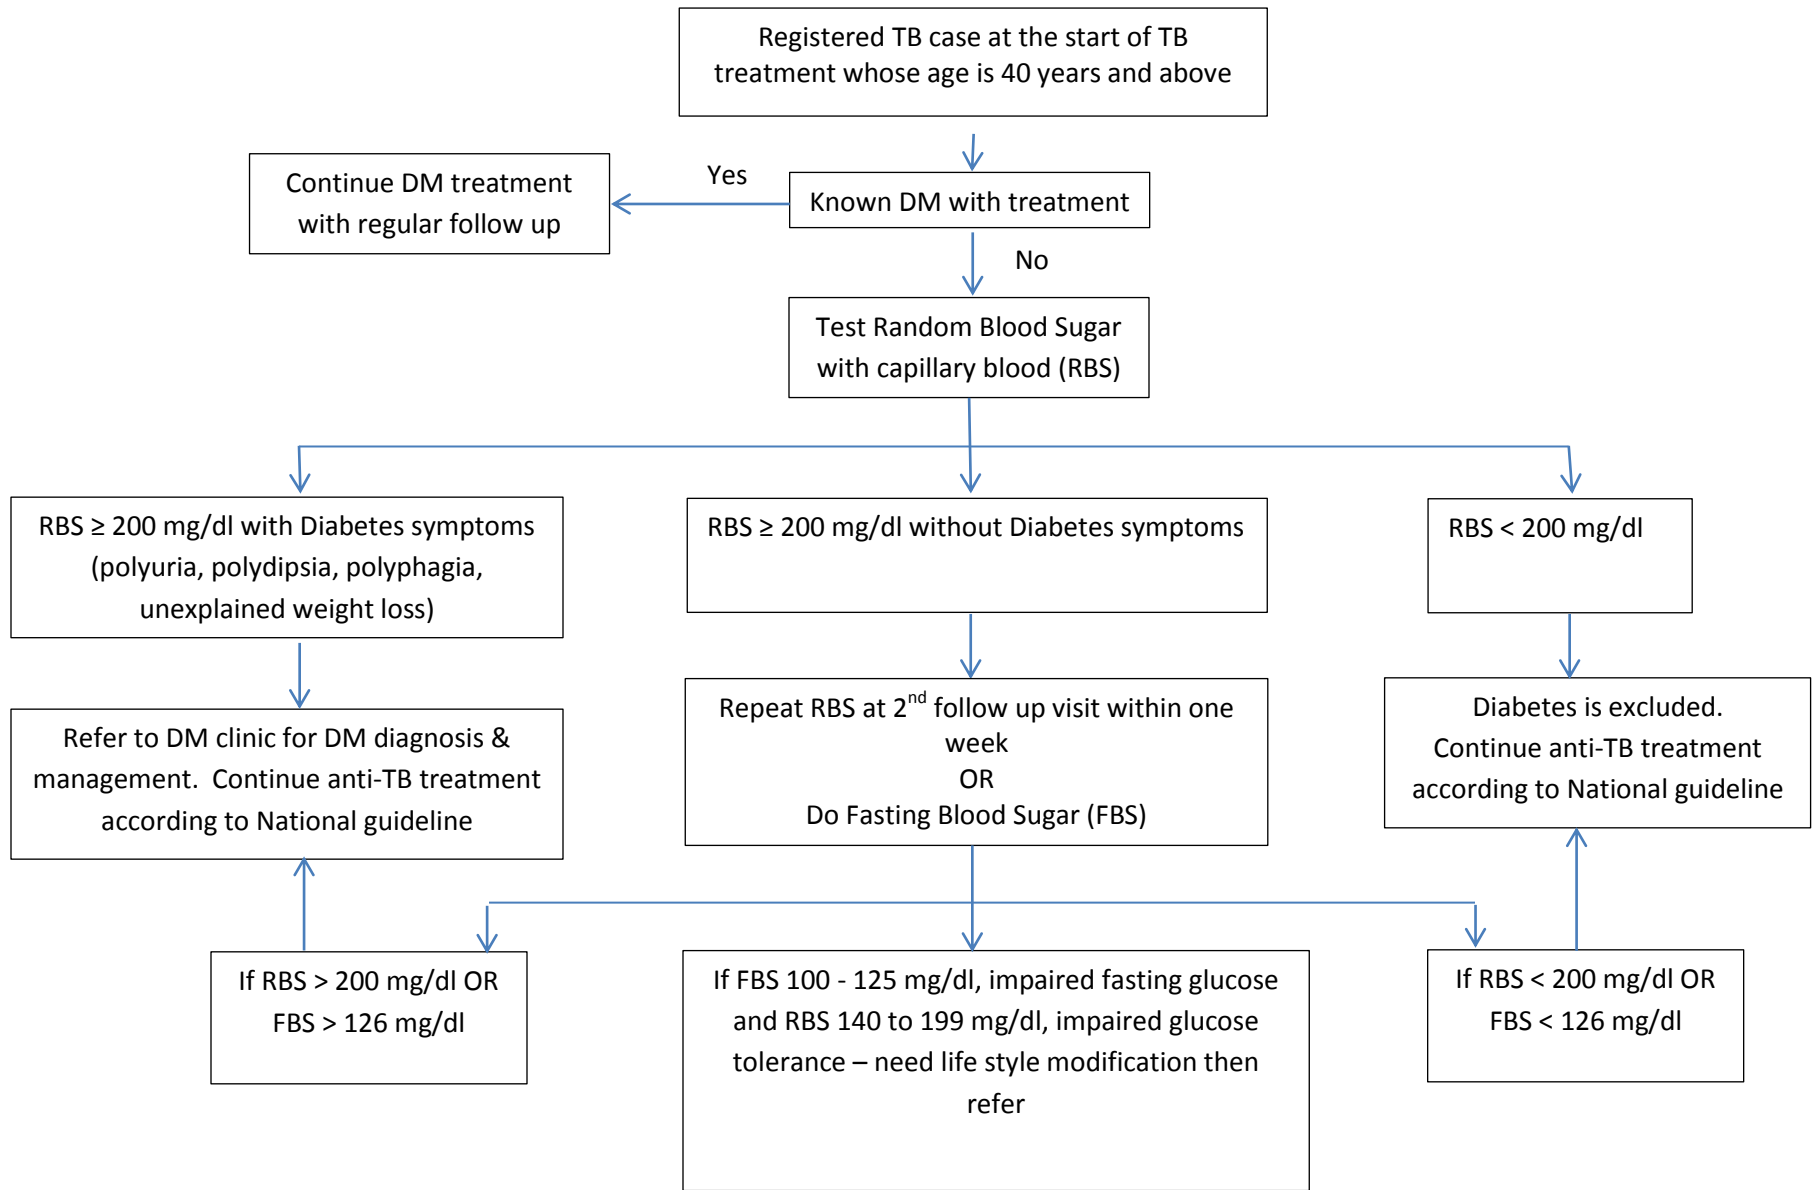 Registered TB case at the start of TB
treatment whose age is 40 years and above
Continue DM treatment
with regular follow up
Yes
Known DM with treatment
No
Test Random Blood Sugar
with capillary blood (RBS)
RBS ≥ 200 mg/dl with Diabetes symptoms
(polyuria, polydipsia, polyphagia,
unexplained weight loss)
RBS ≥ 200 mg/dl without Diabetes symptoms
RBS < 200 mg/dl
Refer to DM clinic for DM diagnosis &
management.  Continue anti-TB treatment
according to National guideline
Repeat RBS at 2nd follow up visit within one
week
OR
Do Fasting Blood Sugar (FBS)
Diabetes is excluded.
Continue anti-TB treatment
according to National guideline
If RBS > 200 mg/dl OR
FBS > 126 mg/dl
If FBS 100 - 125 mg/dl, impaired fasting glucose
and RBS 140 to 199 mg/dl, impaired glucose
tolerance – need life style modification then
refer
If RBS < 200 mg/dl OR
FBS < 126 mg/dl